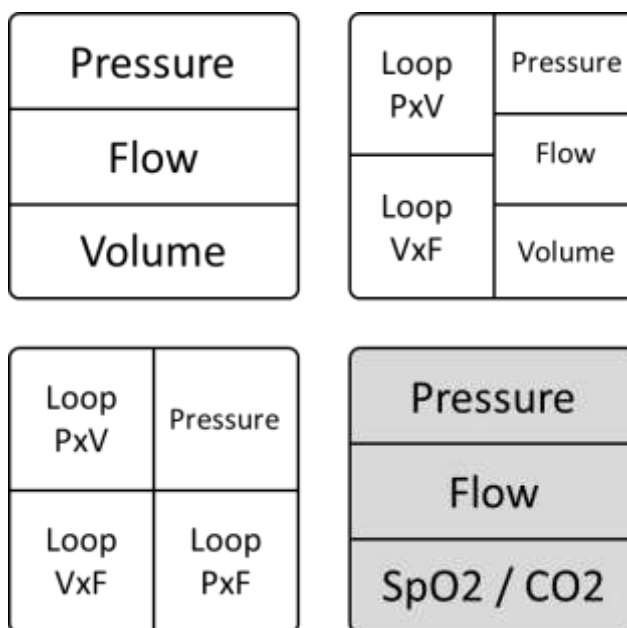 Pressure
Flow
Volume
Loop
PxV
Loop
VxF
Pressure
Flow
Volume
Loop
PxV
Pressure
Loop
VxF
Loop
PxF
Pressure
Flow
SpO2 / CO2